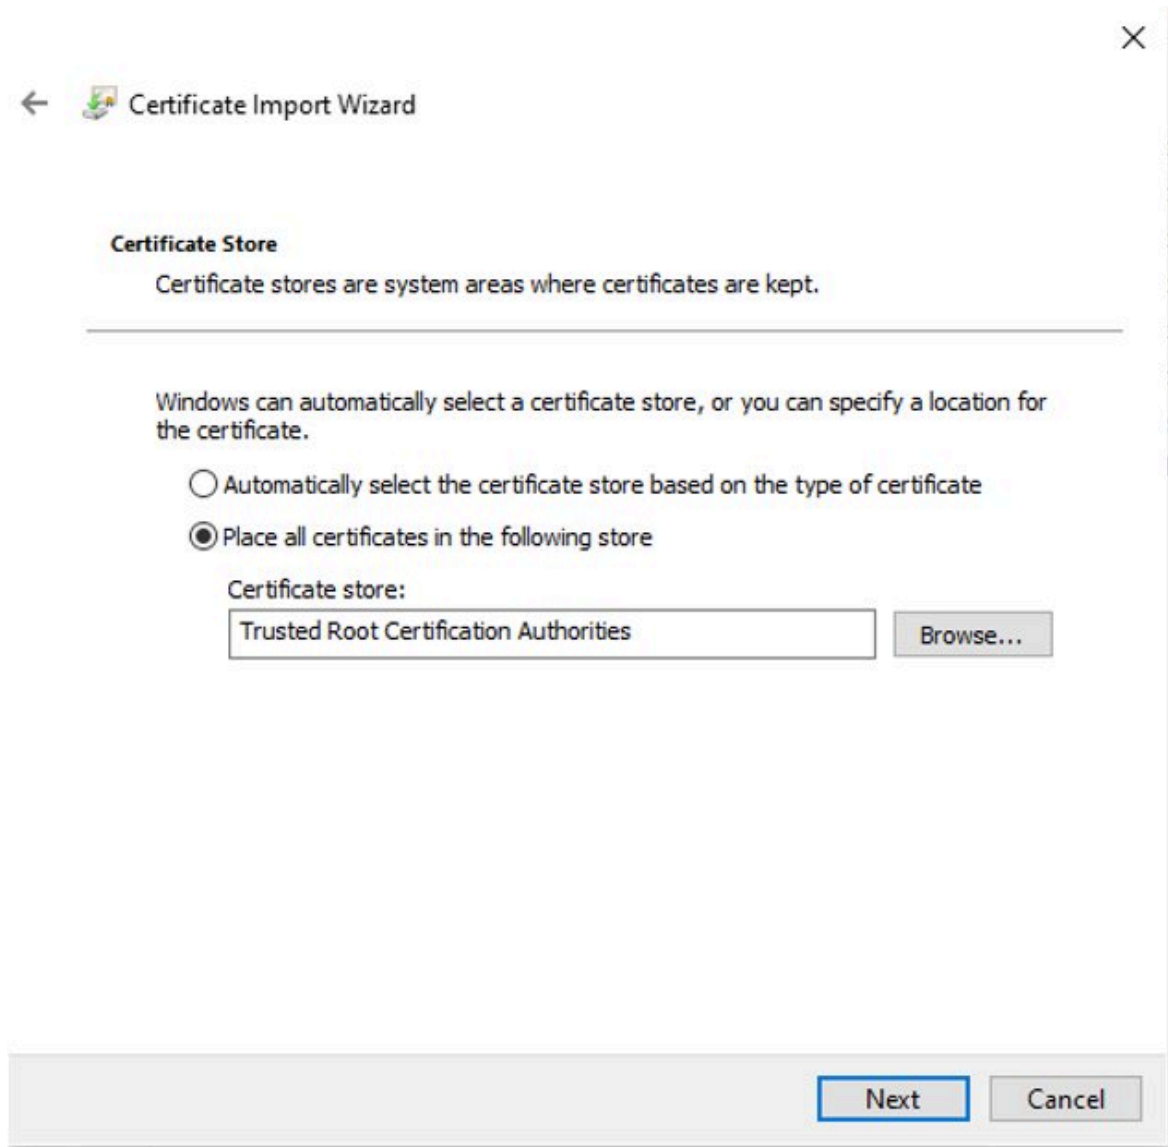 Certificate Import Wizard
Certificate Store
Certificate stores are system areas where certificates are kept.
Windows can automatically select a certificate store, or you can specify a location for
the certificate.
Automatically select the certificate store based on the type of certificate
Place all certificates in the following store
Certificate store:
Trusted Root Certification Authorities
Browse...
Next
Cancel